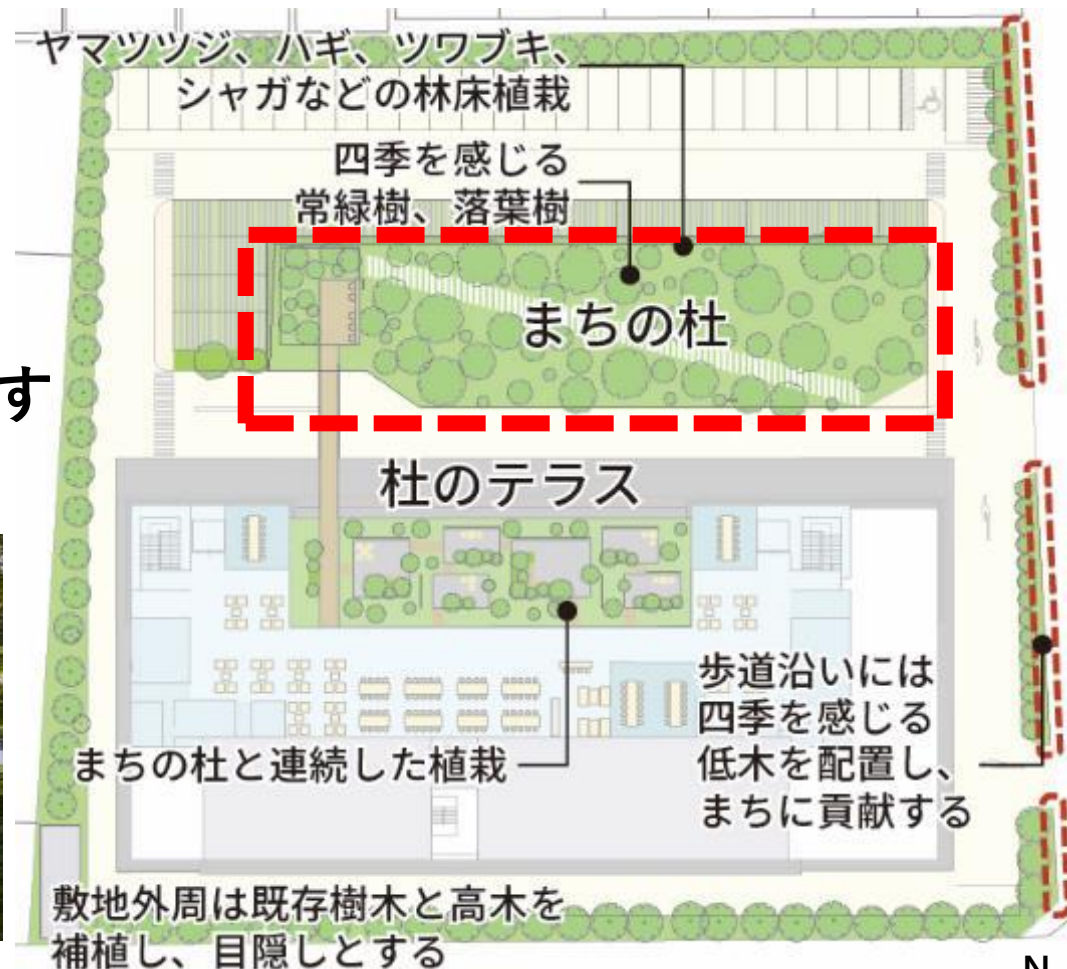 ヤマツツジ、ハギ、ツワブキ、
シャガなどの林床植栽
四季を感じる
常緑樹、落葉樹
まちの杜
す
杜のテラス
歩道沿いには
四季を感じる
低木を配置し、
まちに貢献する
まちの杜と連続した植栽
敷地外周は既存樹木と高木を
補植し、目隠しとする
N